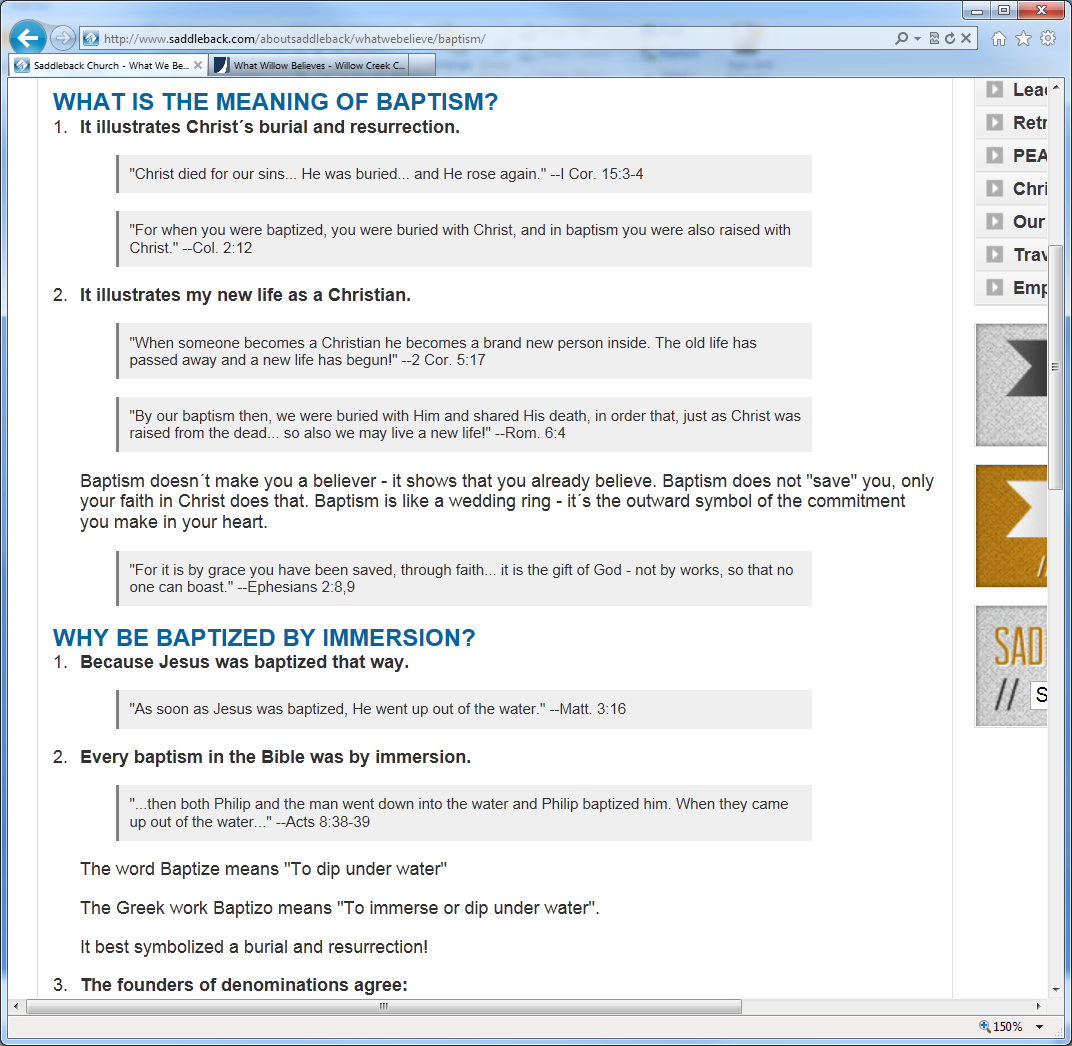 http://www.saddleback.com/aboutsaddleback/whatwebelieve/baptism/
Saddleback Church - What We Be...
What Willow Believes - Willow Creek C...
WHAT IS THE MEANING OF BAPTISM?
1. It illustrates Christ´s burial and resurrection.
"Christ died for our sins... He was buried... and He rose again." --I Cor. 15:3-4
"For when you were baptized, you were buried with Christ, and in baptism you were also raised with
Christ." --Col. 2:12
2. It illustrates my new life as a Christian.
"When someone becomes a Christian he becomes a brand new person inside. The old life has
passed away and a new life has begun!" --2 Cor. 5:17
"By our baptism then, we were buried with Him and shared His death, in order that, just as Christ was
raised from the dead... so also we may live a new life!" --Rom. 6:4
Baptism doesn´t make you a believer - it shows that you already believe. Baptism does not "save" you, only
your faith in Christ does that. Baptism is like a wedding ring - it´s the outward symbol of the commitment
you make in your heart.
"For it is by grace you have been saved, through faith... it is the gift of God - not by works, so that no
one can boast." --Ephesians 2:8,9
WHY BE BAPTIZED BY IMMERSION?
1. Because Jesus was baptized that way.
"As soon as Jesus was baptized, He went up out of the water." --Matt. 3:16
2. Every baptism in the Bible was by immersion.
"...then both Philip and the man went down into the water and Philip baptized him. When they came
up out of the water..." --Acts 8:38-39
The word Baptize means "To dip under water"
The Greek work Baptizo means "To immerse or dip under water".
It best symbolized a burial and resurrection!
3. The founders of denominations agree:
Lead
Retr
PEA
Chri
Our
Trav
Emp
//
SAD
// S
150%